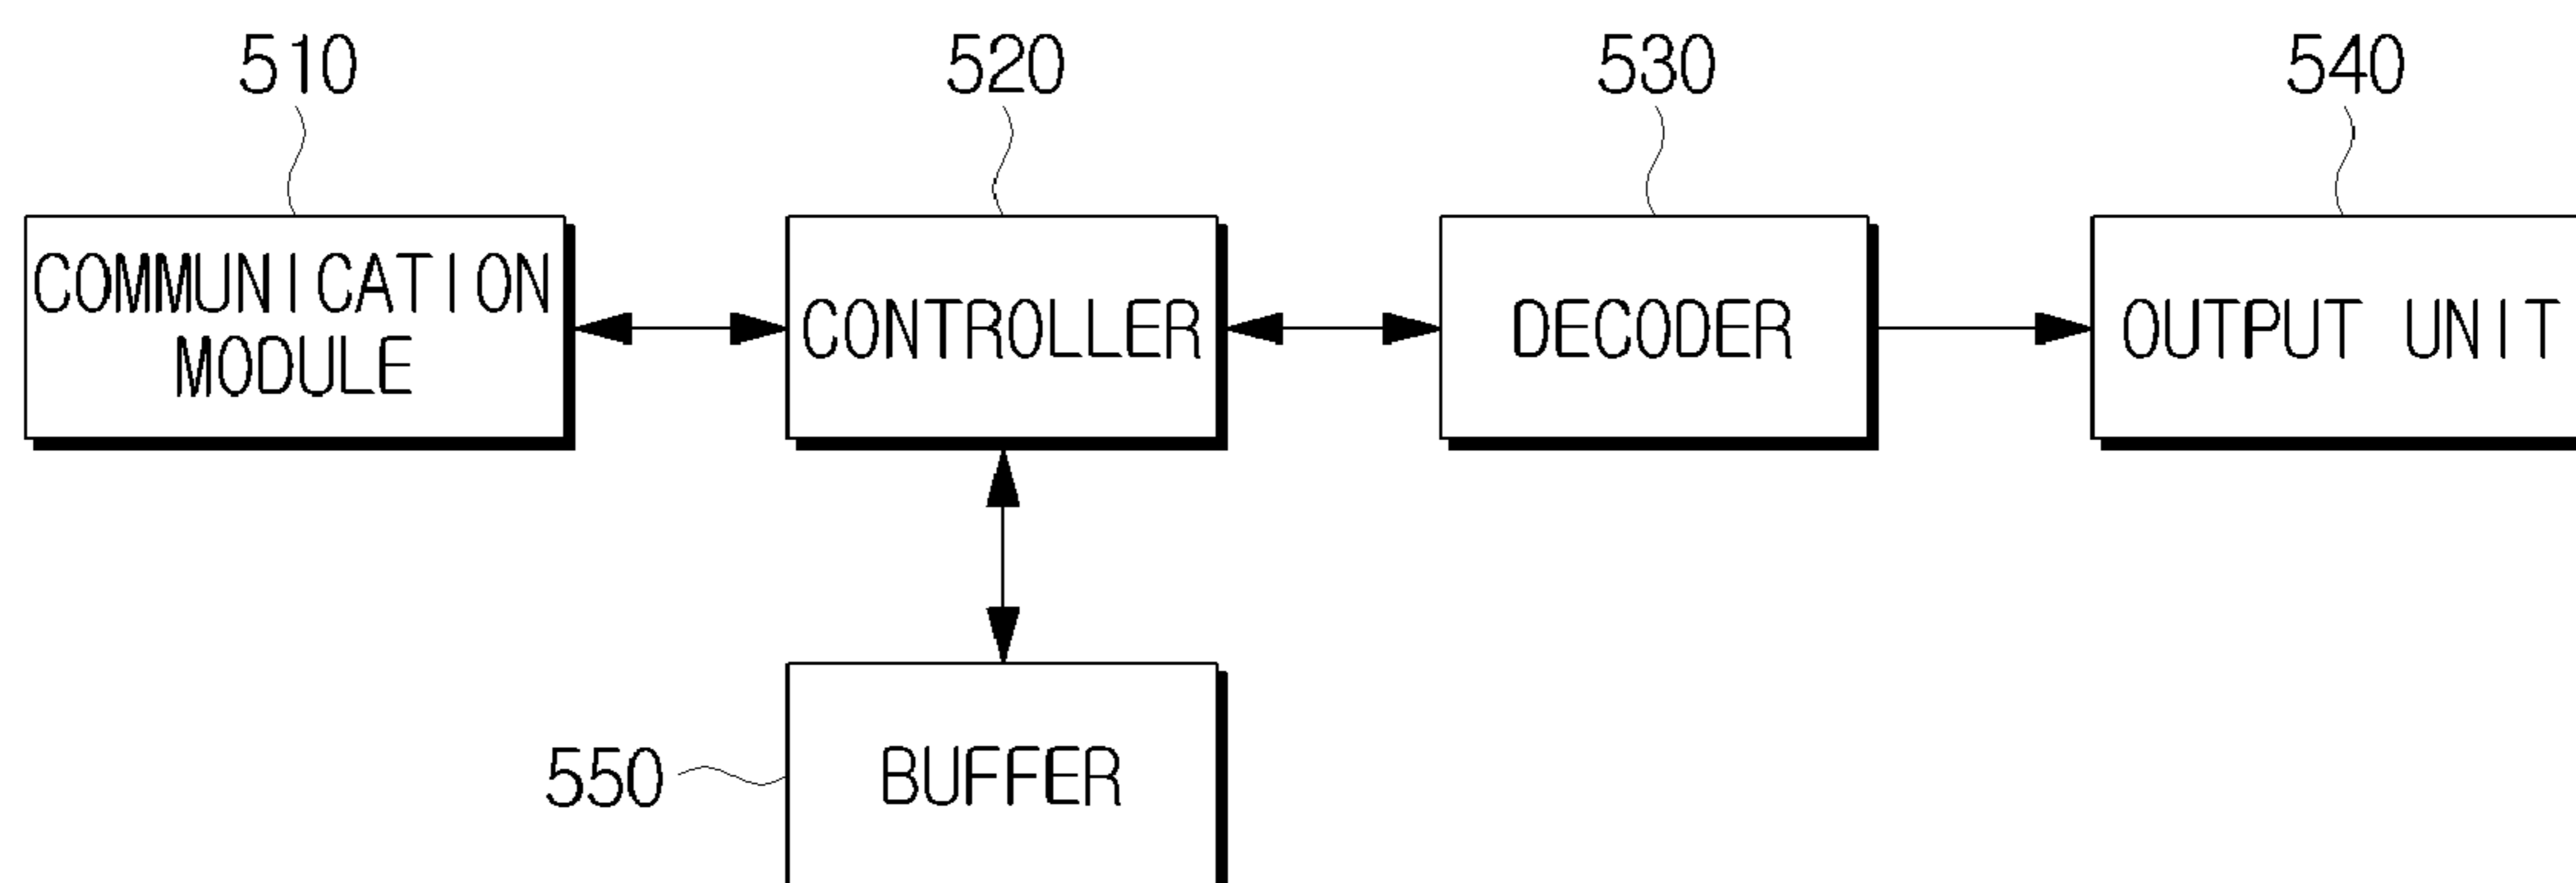 510 520 530 540
COMMUNICATION
MODULE
CONTROLLER
DECODER
OUTPUT UNIT
550
BUFFER